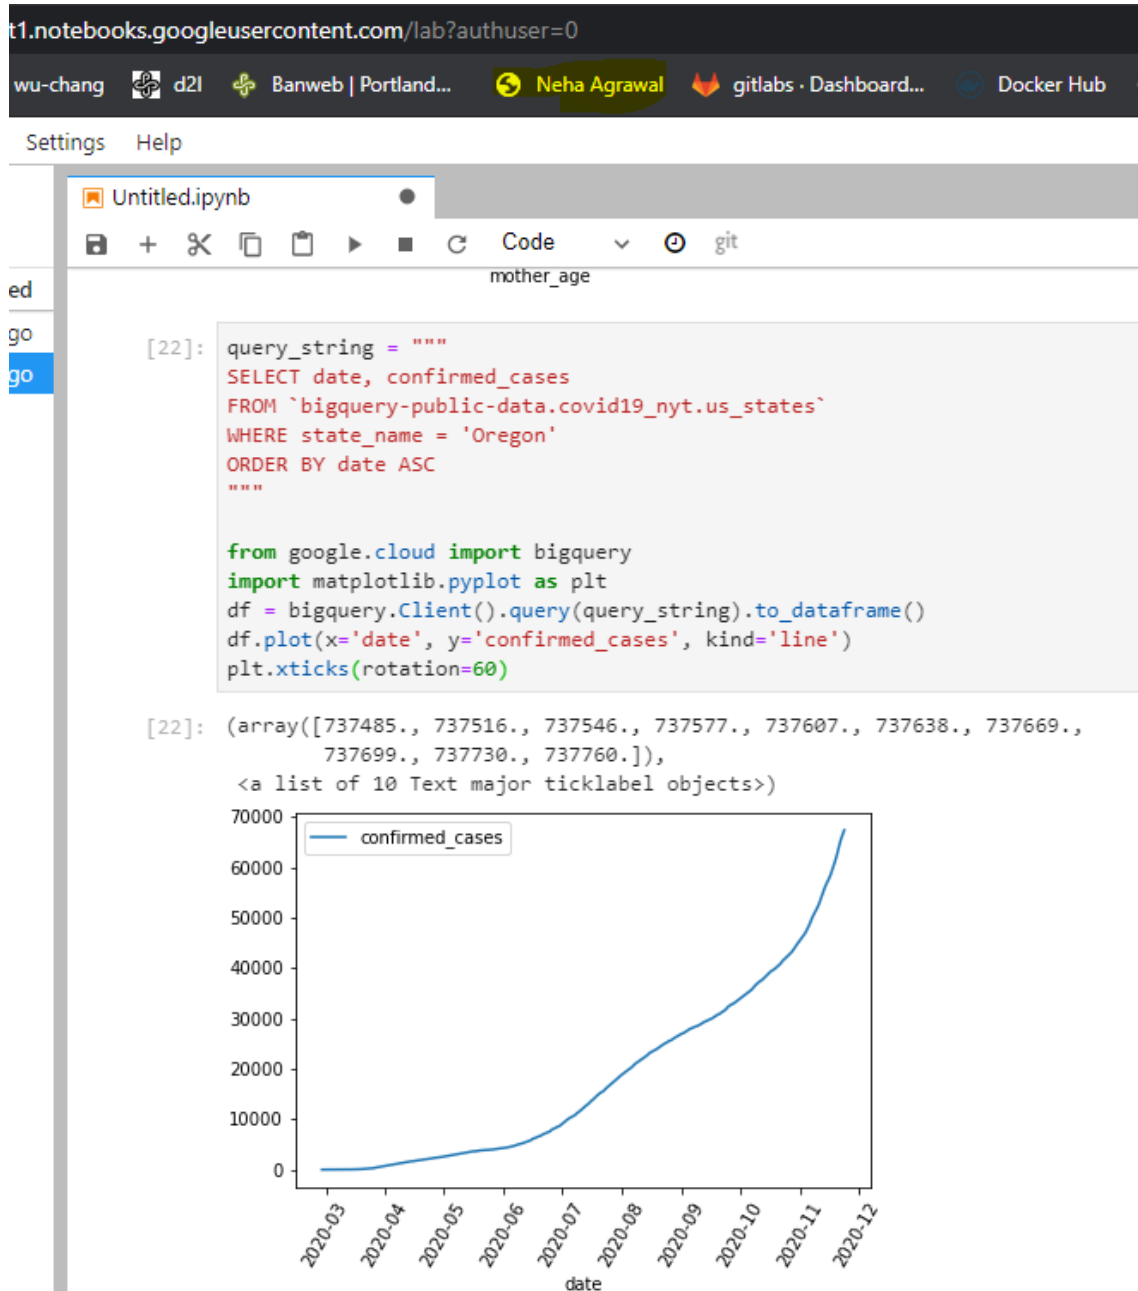 t1.notebooks.googleusercontent.com/lab?authuser=0
wu-chang d2l Banweb | Portland... Neha Agrawal gitlabs · Dashboard... Docker Hub
Settings Help
Untitled.ipynb
Code git
mother_age
ed
go
go
[22]: query_string = """
SELECT date, confirmed_cases
FROM `bigquery-public-data.covid19_nyt.us_states`
WHERE state_name = 'Oregon'
ORDER BY date ASC
"""
from google.cloud import bigquery
import matplotlib.pyplot as plt
df = bigquery.Client().query(query_string).to_dataframe()
df.plot(x='date', y='confirmed_cases', kind='line')
plt.xticks(rotation=60)
[22]: (array([737485., 737516., 737546., 737577., 737607., 737638., 737669.,
737699., 737730., 737760.]),
<a list of 10 Text major ticklabel objects>)
confirmed_cases
70000
60000
50000
40000
30000
20000
10000
0
2020-03 2020-04 2020-05 2020-06 2020-07 2020-08 2020-09 2020-10 2020-11 2020-12
date